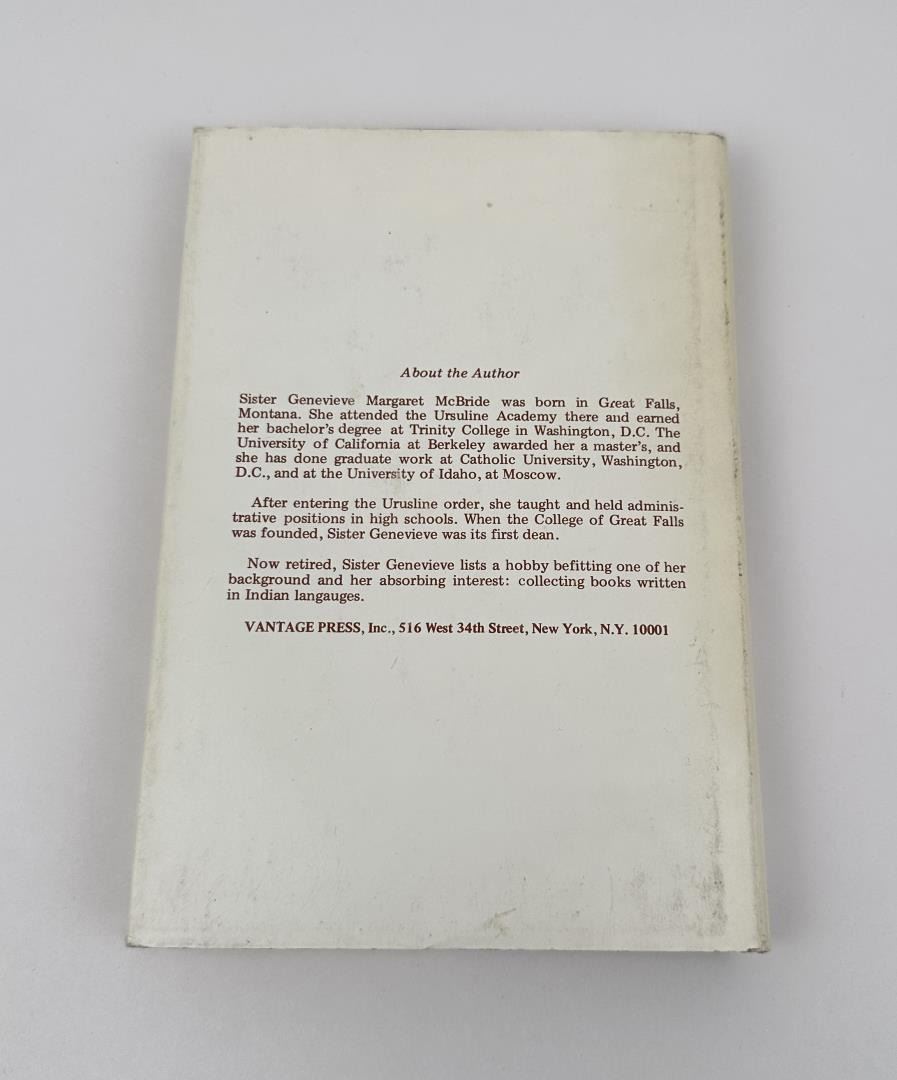 About the Author
Sister Genevieve Margaret McBride was born in Great Falls,
Montana. She attended the Ursuline Academy there and earned
her bachelor's degree at Trinity College in Washington, D.C. The
University of California at Berkeley awarded her a master's, and
she has done graduate work at Catholic University, Washington,
D.C., and at the University of Idaho, at Moscow.
After entering the Urusline order, she taught and held adminis-
trative positions in high schools. When the College of Great Falls
was founded, Sister Genevieve was its first dean.
Now retired, Sister Genevieve lists a hobby befitting one of her
background and her absorbing interest: collecting books written
in Indian langauges.
VANTAGE PRESS, Inc., 516 West 34th Street, New York, N.Y. 10001